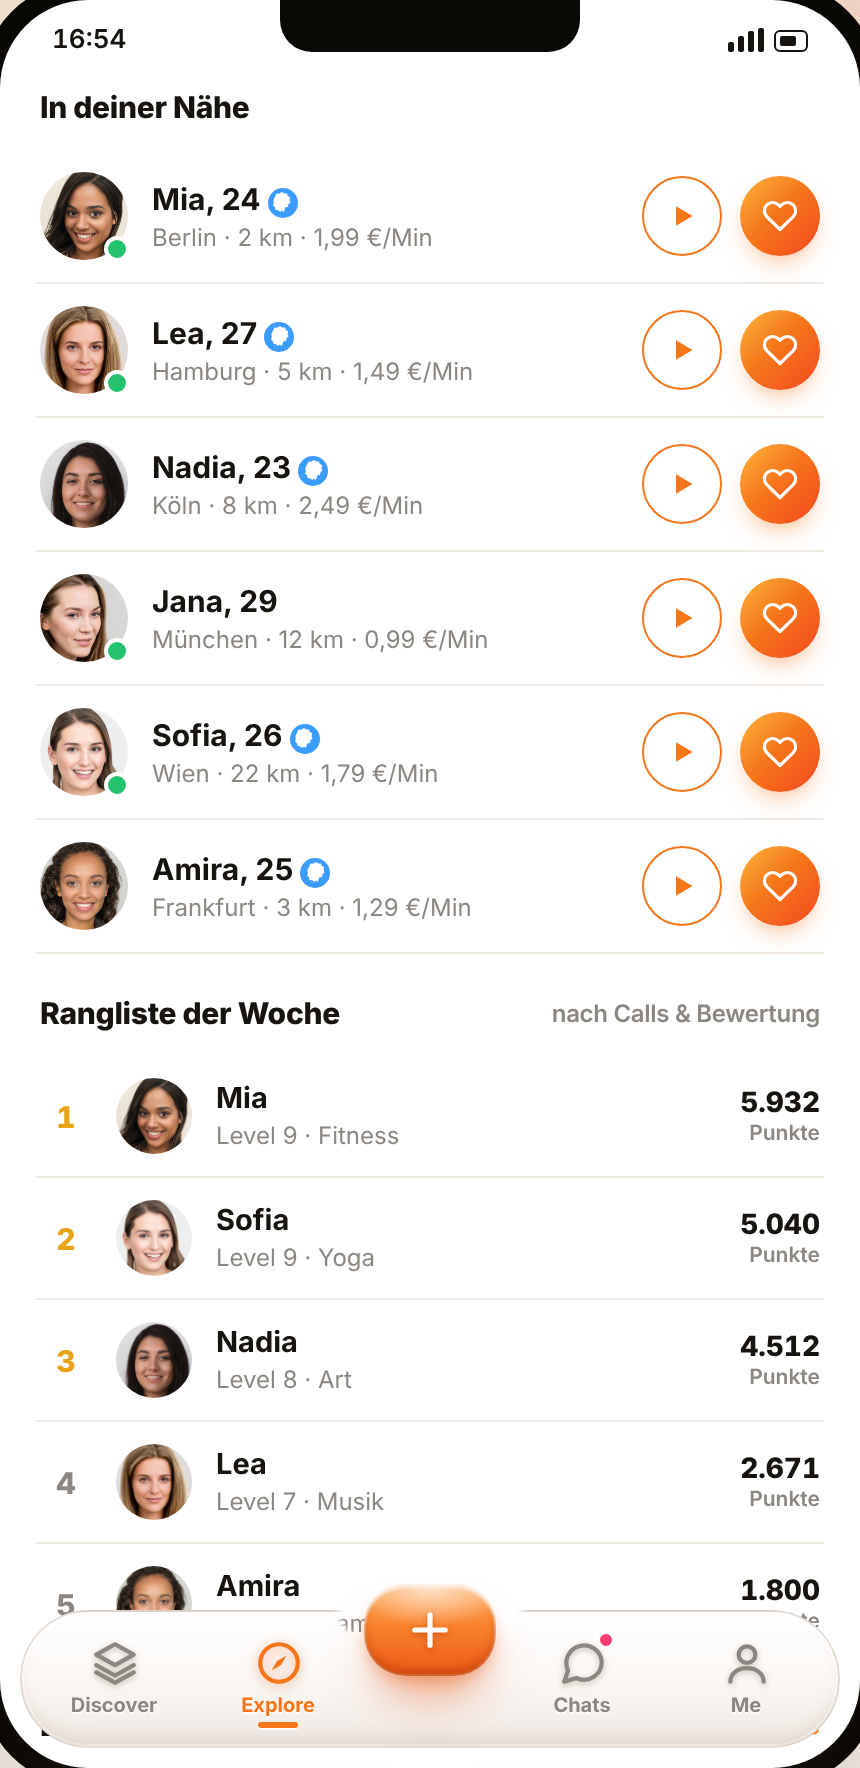 16:54
In deiner Nähe
Mia, 24
Berlin · 2 km · 1,99 €/Min
Lea, 27
Hamburg · 5 km · 1,49 €/Min
Nadia, 23
Köln · 8 km · 2,49 €/Min
Jana, 29
München · 12 km · 0,99 €/Min
Sofia, 26
Wien · 22 km · 1,79 €/Min
Amira, 25
Frankfurt · 3 km · 1,29 €/Min
Rangliste der Woche nach Calls & Bewertung
1 Mia 5.932
Level 9 · Fitness Punkte
2 Sofia 5.040
Level 9 · Yoga Punkte
3 Nadia 4.512
Level 8 · Art Punkte
4 Lea 2.671
Level 7 · Musik Punkte
5 Amira 1.800
Discover Explore Chats Me